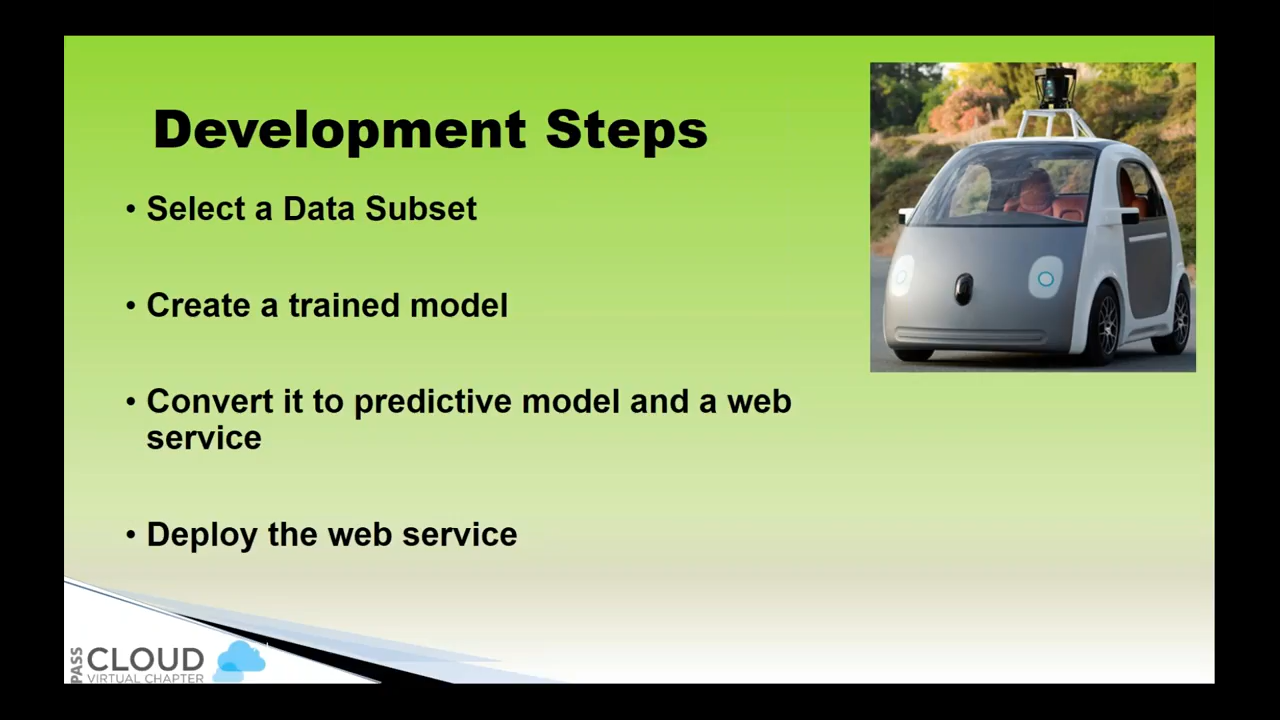 Development Steps
• Select a Data Subset
• Create a trained model
• Convert it to predictive model and a web
service
• Deploy the web service
PASS
CLOUD
VIRTUAL CHAPTER